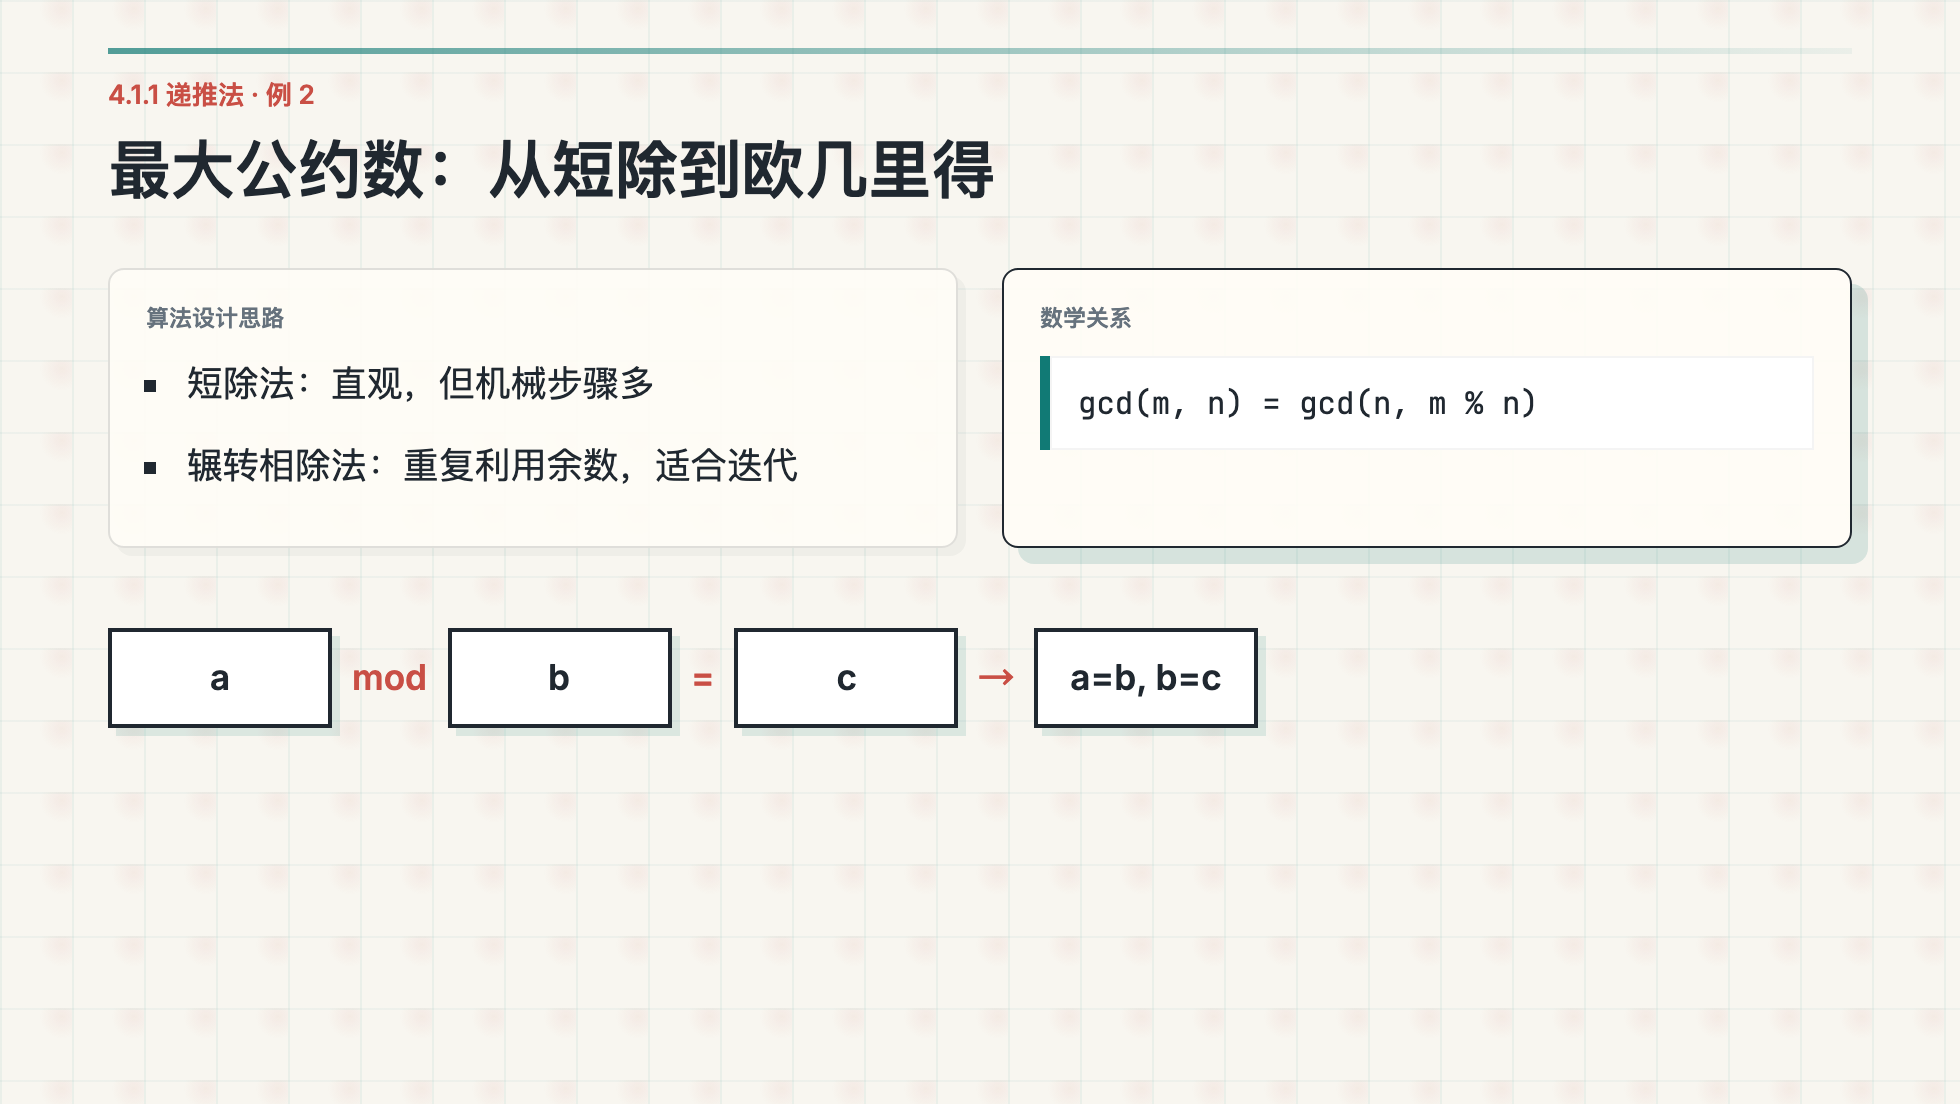 4.1.1 递推法 · 例 2
最大公约数：从短除到欧几里得
算法设计思路
▪ 短除法：直观，但机械步骤多
▪ 辗转相除法：重复利用余数，适合迭代
数学关系
gcd(m, n) = gcd(n, m % n)
a mod b = c → a=b, b=c